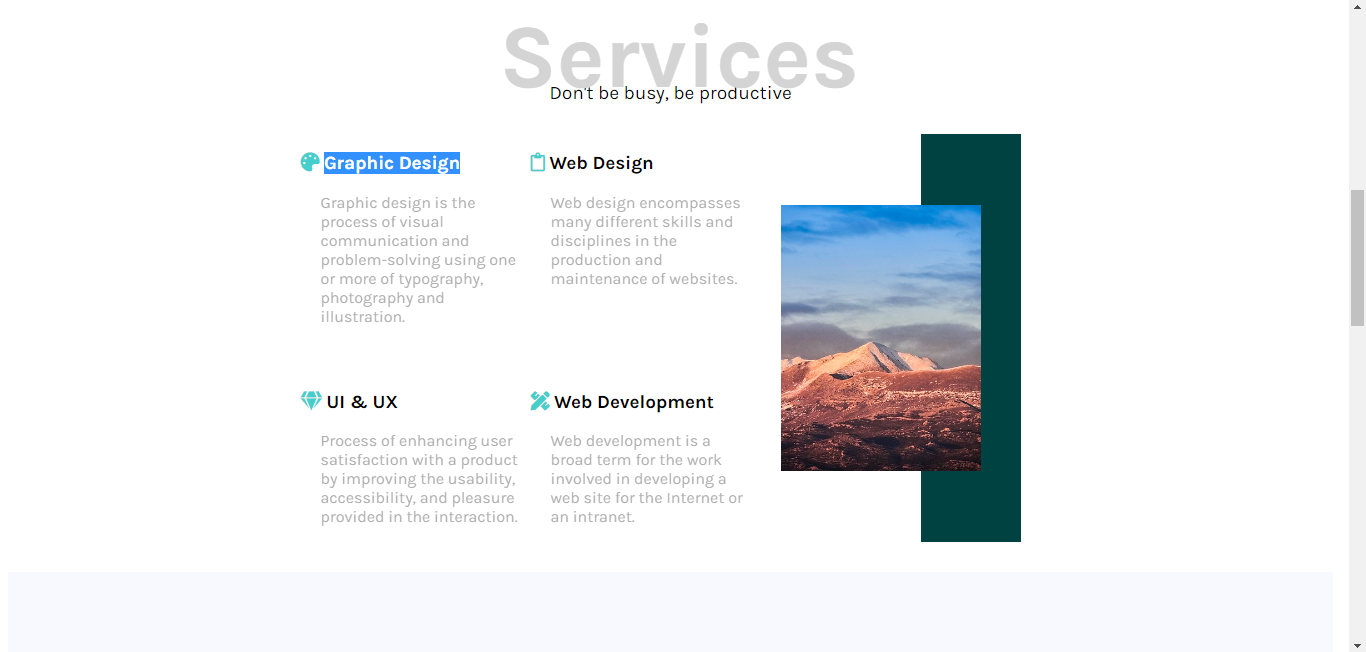 Services
Don't be busy, be productive
Graphic Design
Graphic design is the
process of visual
communication and
problem-solving using one
or more of typography,
photography and
illustration.
Web Design
Web design encompasses
many different skills and
disciplines in the
production and
maintenance of websites.
UI & UX
Process of enhancing user
satisfaction with a product
by improving the usability,
accessibility, and pleasure
provided in the interaction.
Web Development
Web development is a
broad term for the work
involved in developing a
web site for the Internet or
an intranet.